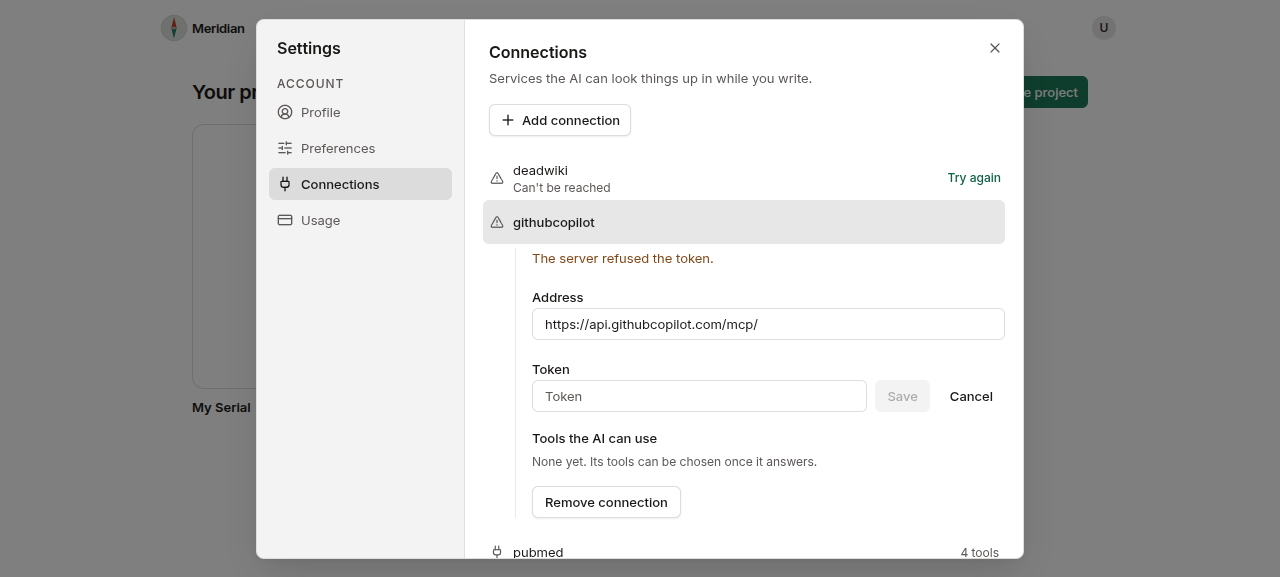 Meridian
U
Your pr
e project
My Serial
Settings
ACCOUNT
Profile
Preferences
Connections
Usage
Connections
Services the AI can look things up in while you write.
Add connection
deadwiki
Can't be reached
Try again
githubcopilot
The server refused the token.
Address
https://api.githubcopilot.com/mcp/
Token
Token
Save
Cancel
Tools the AI can use
None yet. Its tools can be chosen once it answers.
Remove connection
pubmed
4 tools